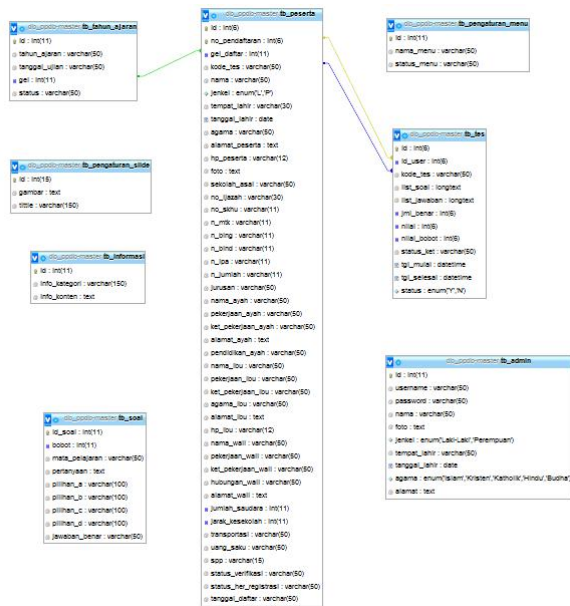 db_ppdb-master tb_tahun_ajaran
id : int(11)
tahun_ajaran : varchar(50)
tanggal_ujian : varchar(50)
gel : int(11)
status : varchar(50)
db_ppdb-master tb_pengaturan_silde
id : int(15)
gambar : text
tittle : varchar(150)
db_ppdb-master tb_informasi
id : int(11)
info_kategori : varchar(150)
info_konten : text
db_ppdb-master tb_soal
id_soal : int(11)
bobot : int(11)
mata_pelajaran : varchar(50)
pertanyaan : text
pilihan_a : varchar(100)
pilihan_b : varchar(100)
pilihan_c : varchar(100)
pilihan_d : varchar(100)
jawaban_benar : varchar(50)
db_ppdb-master tb_peserta
id : int(6)
no_pendaftaran : int(6)
gel_daftar : int(11)
kode_tes : varchar(50)
nama : varchar(50)
jenkel : enum('L','P')
tempat_lahir : varchar(30)
tanggal_lahir : date
agama : varchar(50)
alamat_peserta : text
hp_peserta : varchar(12)
foto : text
sekolah_asal : varchar(50)
no_ijazah : varchar(30)
no_skhu : varchar(11)
n_mtk : varchar(11)
n_bing : varchar(11)
n_bind : varchar(11)
n_ipa : varchar(11)
n_jumlah : varchar(11)
jurusan : varchar(50)
nama_ayah : varchar(50)
pekerjaan_ayah : varchar(50)
ket_pekerjaan_ayah : varchar(50)
alamat_ayah : text
pendidikan_ayah : varchar(50)
nama_ibu : varchar(50)
pekerjaan_ibu : varchar(50)
ket_pekerjaan_ibu : varchar(50)
agama_ibu : varchar(50)
alamat_ibu : text
hp_ibu : varchar(12)
nama_wali : varchar(50)
pekerjaan_wali : varchar(50)
ket_pekerjaan_wali : varchar(50)
hubungan_wali : varchar(50)
alamat_wali : text
jumlah_saudara : int(11)
jarak_kesekolah : int(11)
transportasi : varchar(50)
uang_saku : varchar(50)
spp : varchar(15)
status_verifikasi : varchar(50)
status_her_registrasi : varchar(50)
tanggal_daftar : varchar(50)
db_ppdb-master tb_pengaturan_menu
id : int(11)
nama_menu : varchar(50)
status_menu : varchar(50)
db_ppdb-master tb_tes
id : int(6)
id_user : int(6)
kode_tes : varchar(50)
list_soal : longtext
list_jawaban : longtext
jml_benar : int(6)
nilai : int(6)
nilai_bobot : int(6)
status_ket : varchar(50)
tgl_mulai : datetime
tgl_selesai : datetime
status : enum('Y','N')
db_ppdb-master tb_admin
id : int(11)
username : varchar(50)
password : varchar(50)
nama : varchar(50)
foto : text
jenkel : enum('Laki-Laki','Perempuan')
tempat_lahir : varchar(50)
tanggal_lahir : date
agama : enum('Islam','Kristen','Katholik','Hindu','Budha')
alamat : text